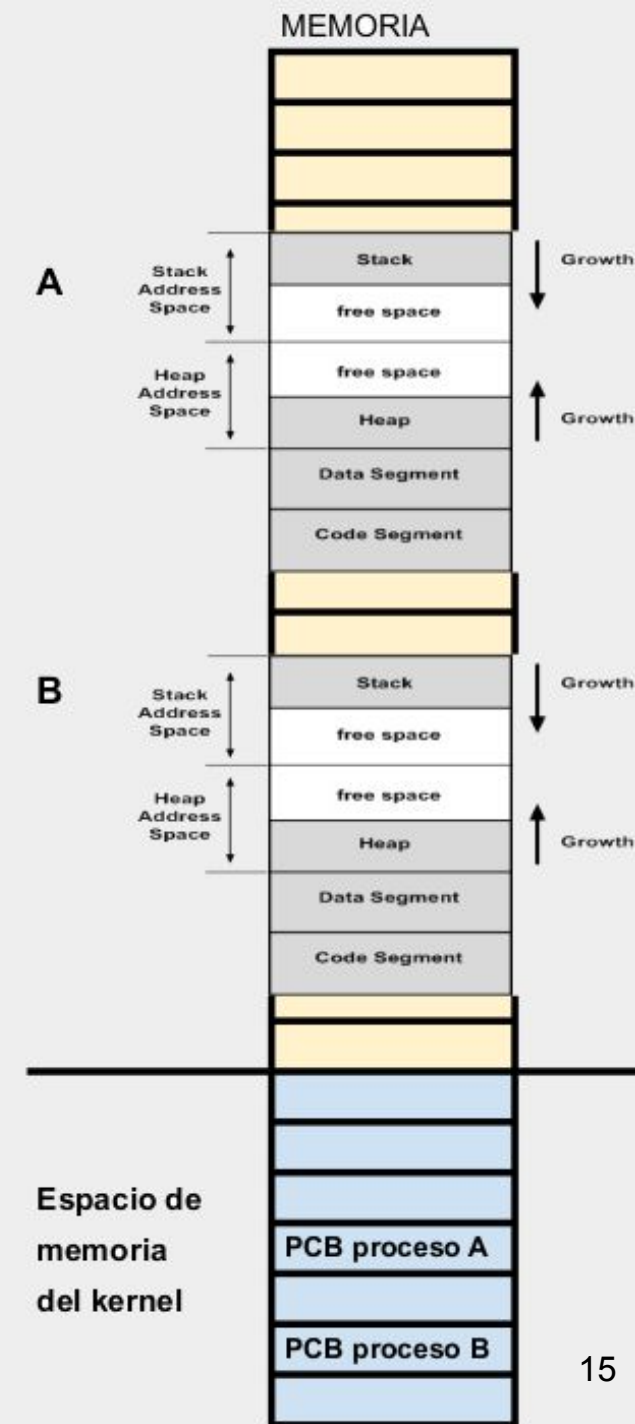 MEMORIA
A
Stack
Address
Space
Stack
Growth
free space
Heap
Address
Space
free space
Heap
Growth
Data Segment
Code Segment
B
Stack
Address
Space
Stack
Growth
free space
Heap
Address
Space
free space
Heap
Growth
Data Segment
Code Segment
Espacio de
memoria
del kernel
PCB proceso A
PCB proceso B
15